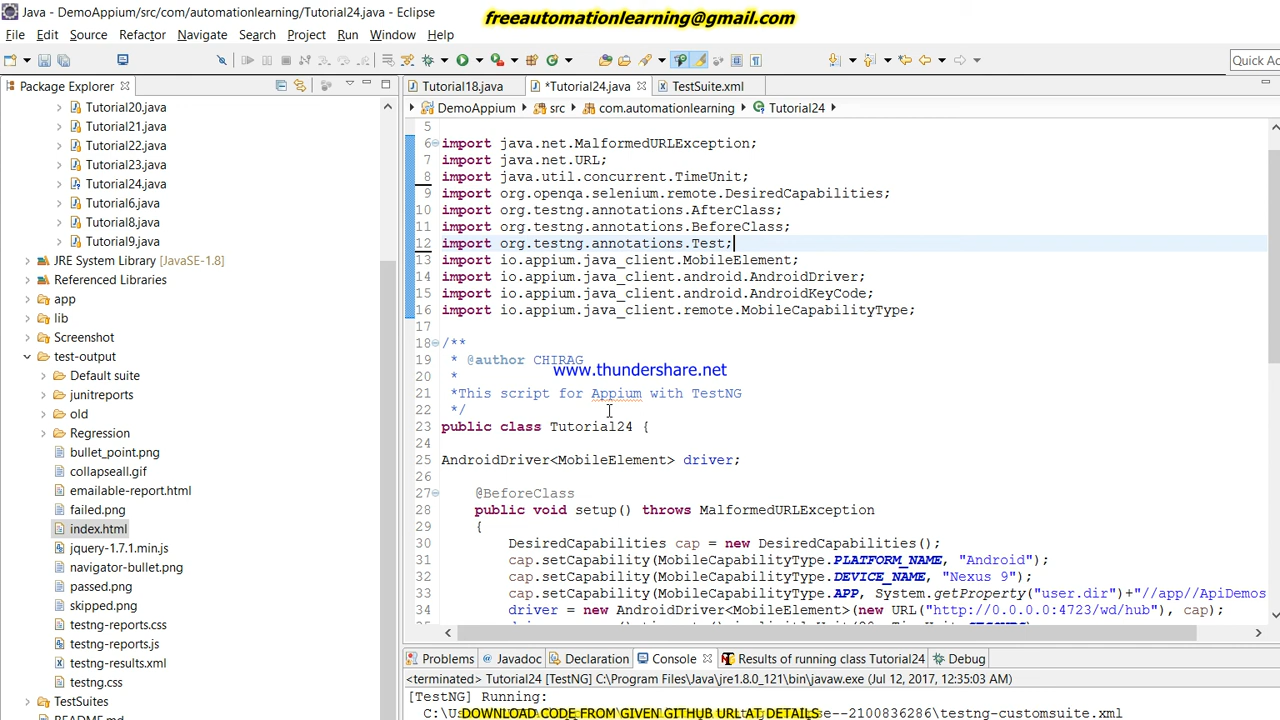 Java - DemoAppium/src/com/automationlearning/Tutorial24.java - Eclipse
freeautomationlearning@gmail.com
File Edit Source Refactor Navigate Search Project Run Window Help
Quick Ac
Package Explorer
Tutorial18.java *Tutorial24.java TestSuite.xml
DemoAppium src com.automationlearning Tutorial24
Tutorial20.java
Tutorial21.java
Tutorial22.java
Tutorial23.java
Tutorial24.java
Tutorial6.java
Tutorial8.java
Tutorial9.java
JRE System Library [JavaSE-1.8]
Referenced Libraries
app
lib
Screenshot
test-output
Default suite
junitreports
old
Regression
bullet_point.png
collapseall.gif
emailable-report.html
failed.png
index.html
jquery-1.7.1.min.js
navigator-bullet.png
passed.png
skipped.png
testng-reports.css
testng-reports.js
testng-results.xml
testng.css
TestSuites
README.md
5
6 import java.net.MalformedURLException;
7 import java.net.URL;
8 import java.util.concurrent.TimeUnit;
9 import org.openqa.selenium.remote.DesiredCapabilities;
10 import org.testng.annotations.AfterClass;
11 import org.testng.annotations.BeforeClass;
12 import org.testng.annotations.Test;
13 import io.appium.java_client.MobileElement;
14 import io.appium.java_client.android.AndroidDriver;
15 import io.appium.java_client.android.AndroidKeyCode;
16 import io.appium.java_client.remote.MobileCapabilityType;
17
18 /**
19 * @author CHIRAG
www.thundershare.net
20 *
21 *This script for Appium with TestNG
22 */
23 public class Tutorial24 {
24
25 AndroidDriver<MobileElement> driver;
26
27 @BeforeClass
28 public void setup() throws MalformedURLException
29 {
30 DesiredCapabilities cap = new DesiredCapabilities();
31 cap.setCapability(MobileCapabilityType.PLATFORM_NAME, "Android");
32 cap.setCapability(MobileCapabilityType.DEVICE_NAME, "Nexus 9");
33 cap.setCapability(MobileCapabilityType.APP, System.getProperty("user.dir")+"//app//ApiDemos
34 driver = new AndroidDriver<MobileElement>(new URL("http://0.0.0.0:4723/wd/hub"), cap);
Problems Javadoc Declaration Console Results of running class Tutorial24 Debug
<terminated> Tutorial24 [TestNG] C:\Program Files\Java\jre1.8.0_121\bin\javaw.exe (Jul 12, 2017, 12:35:03 AM)
[TestNG] Running:
DOWNLOAD CODE FROM GIVEN GITHUB URL AT DETAILS